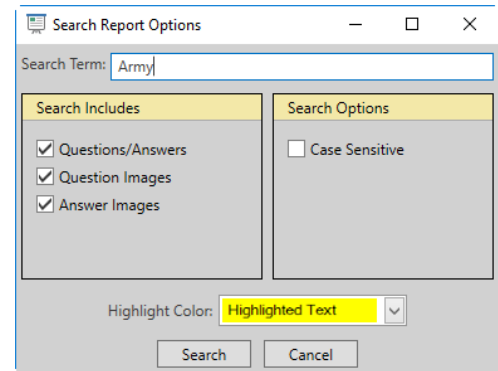 Search Report Options
Search Term: Army
Search Includes
Questions/Answers
Question Images
Answer Images
Search Options
Case Sensitive
Highlight Color: Highlighted Text
Search Cancel